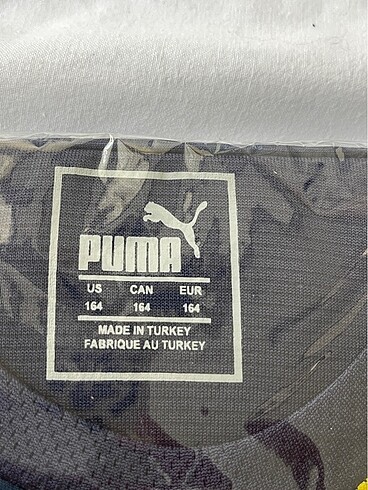 PUMA
US CAN EUR
164 164 164
MADE IN TURKEY
FABRIQUE AU TURKEY